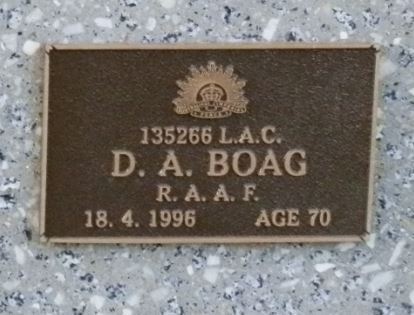 135266 L.A.C.
D. A. BOAG
R. A. A. F.
18. 4. 1996 AGE 70